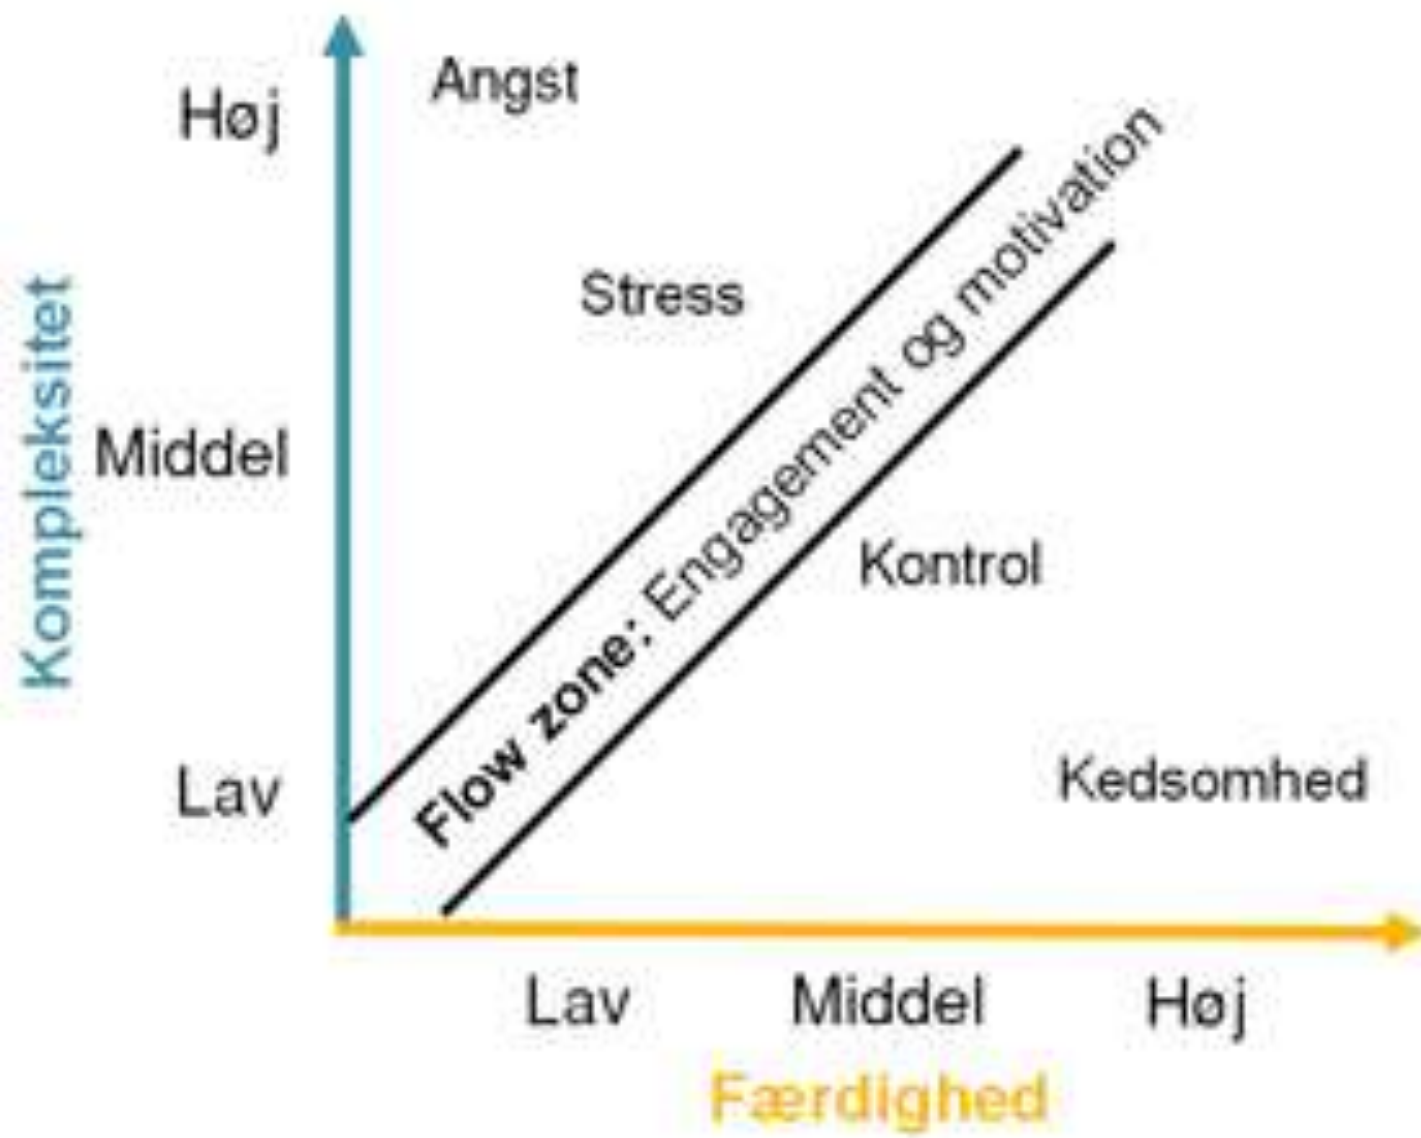 Angst
Høj
Stress
Kompleksitet
Middel
Flow zone: Engagement og motivation
Kontrol
Lav
Kedsomhed
Lav Middel Høj
Færdighed